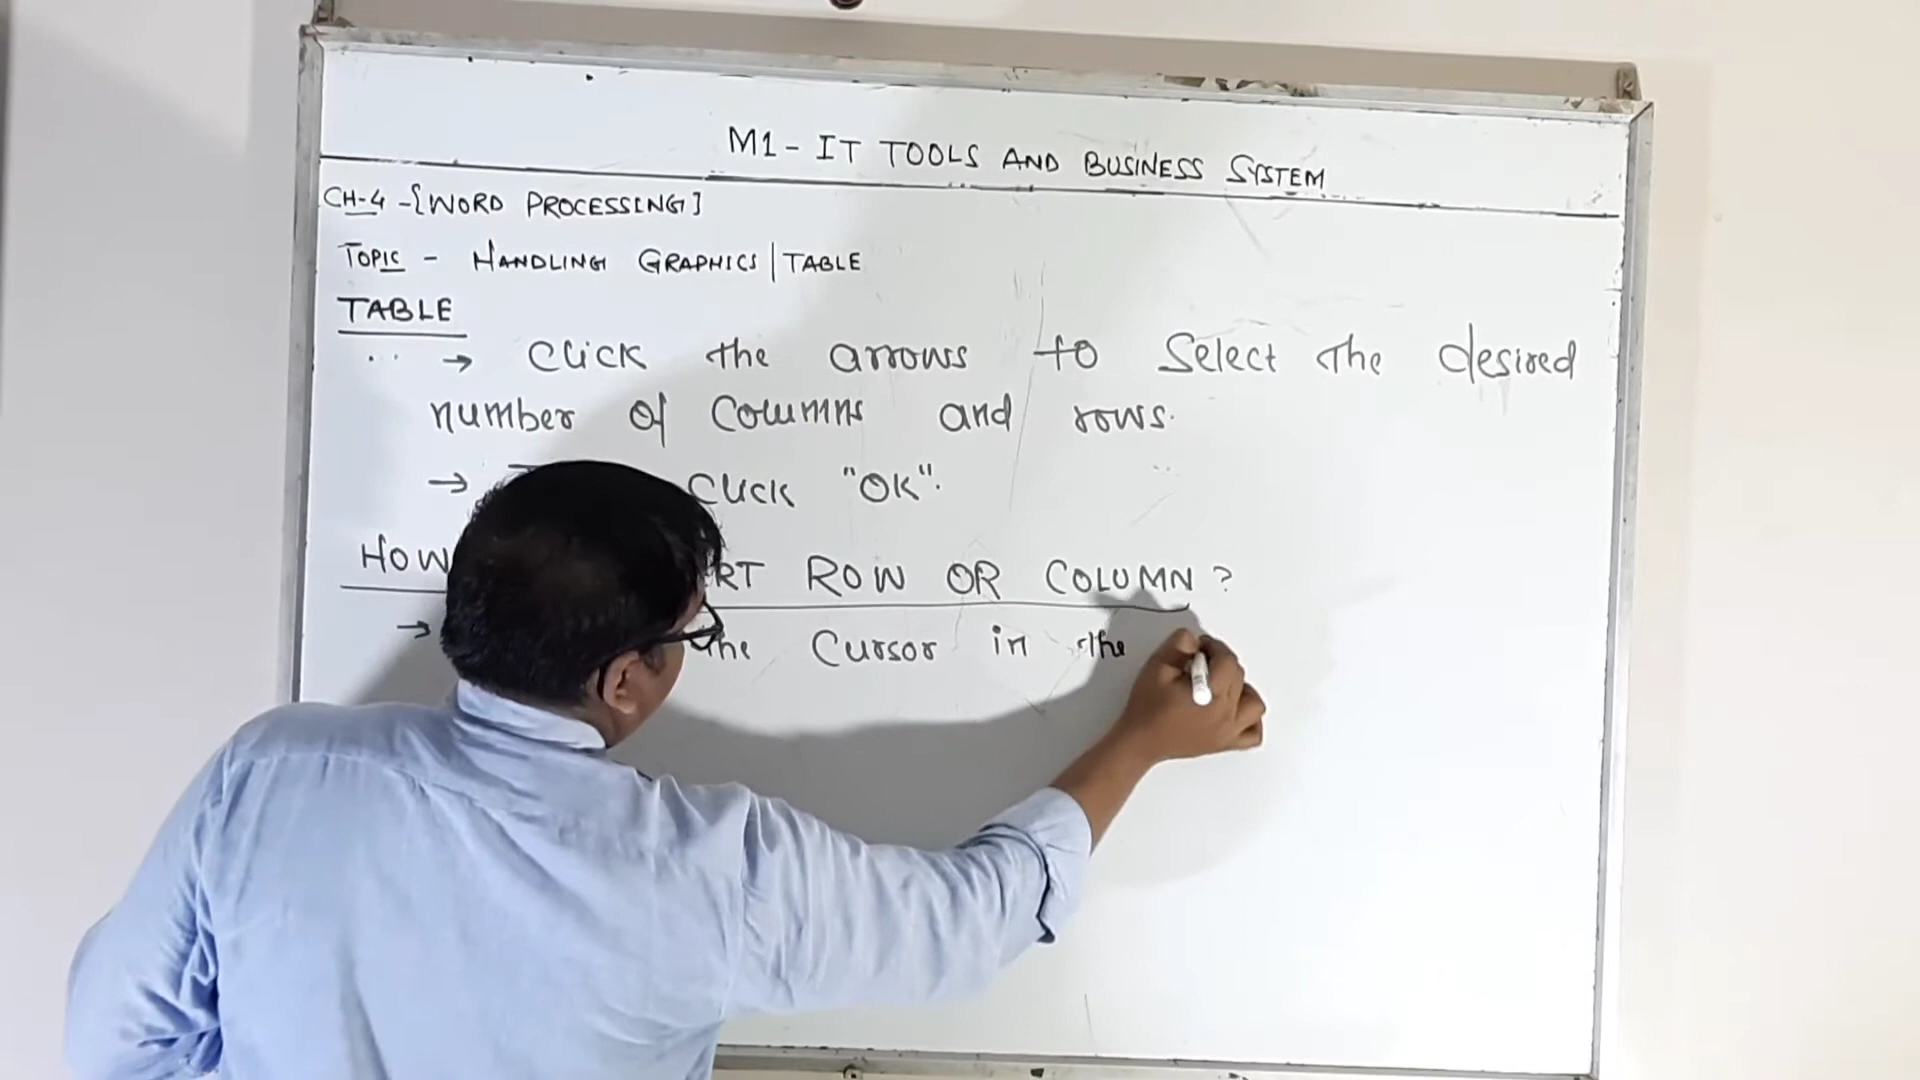 M1 - IT TOOLS AND BUSINESS SYSTEM
CH-4 - [WORD PROCESSING]
TOPIC - HANDLING GRAPHICS | TABLE
TABLE
→ Click the arrows to Select the desired
number of Columns and rows.
→ Click "OK".
HOW RT ROW OR COLUMN ?
→ the Cursor in the